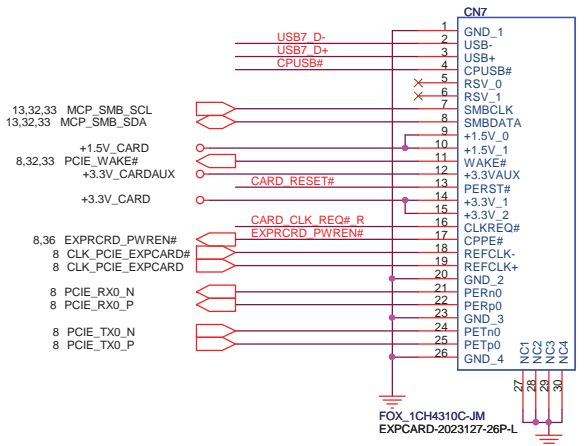 CN7
1 GND_1
USB7_D- 2 USB-
USB7_D+ 3 USB+
CPUSB# 4 CPUSB#
5 RSV_0
6 RSV_1
13,32,33 MCP_SMB_SCL 7 SMBCLK
13,32,33 MCP_SMB_SDA 8 SMBDATA
9 +1.5V_0
+1.5V_CARD 10 +1.5V_1
8,32,33 PCIE_WAKE# 11 WAKE#
+3.3V_CARDAUX 12 +3.3VAUX
CARD_RESET# 13 PERST#
+3.3V_CARD 14 +3.3V_1
15 +3.3V_2
CARD_CLK_REQ#_R 16 CLKREQ#
8,36 EXPRCRD_PWREN# EXPRCRD_PWREN# 17 CPPE#
8 CLK_PCIE_EXPCARD# 18 REFCLK-
8 CLK_PCIE_EXPCARD 19 REFCLK+
20 GND_2
8 PCIE_RX0_N 21 PERn0
8 PCIE_RX0_P 22 PERp0
23 GND_3
8 PCIE_TX0_N 24 PETn0
8 PCIE_TX0_P 25 PETp0
26 GND_4
NC1 NC2 NC3 NC4
27 28 29 30
FOX_1CH4310C-JM
EXPCARD-2023127-26P-L